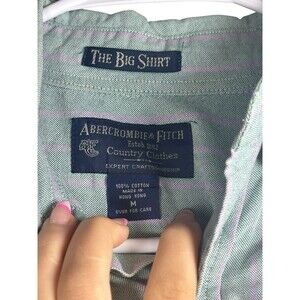 THE BIG SHIRT
ABERCROMBIE & FITCH
Estab. 1892
Country Clothes
EXPERT CRAFTSMANSHIP
100% COTTON
MADE IN
HONG KONG
M
OVER FOR CARE